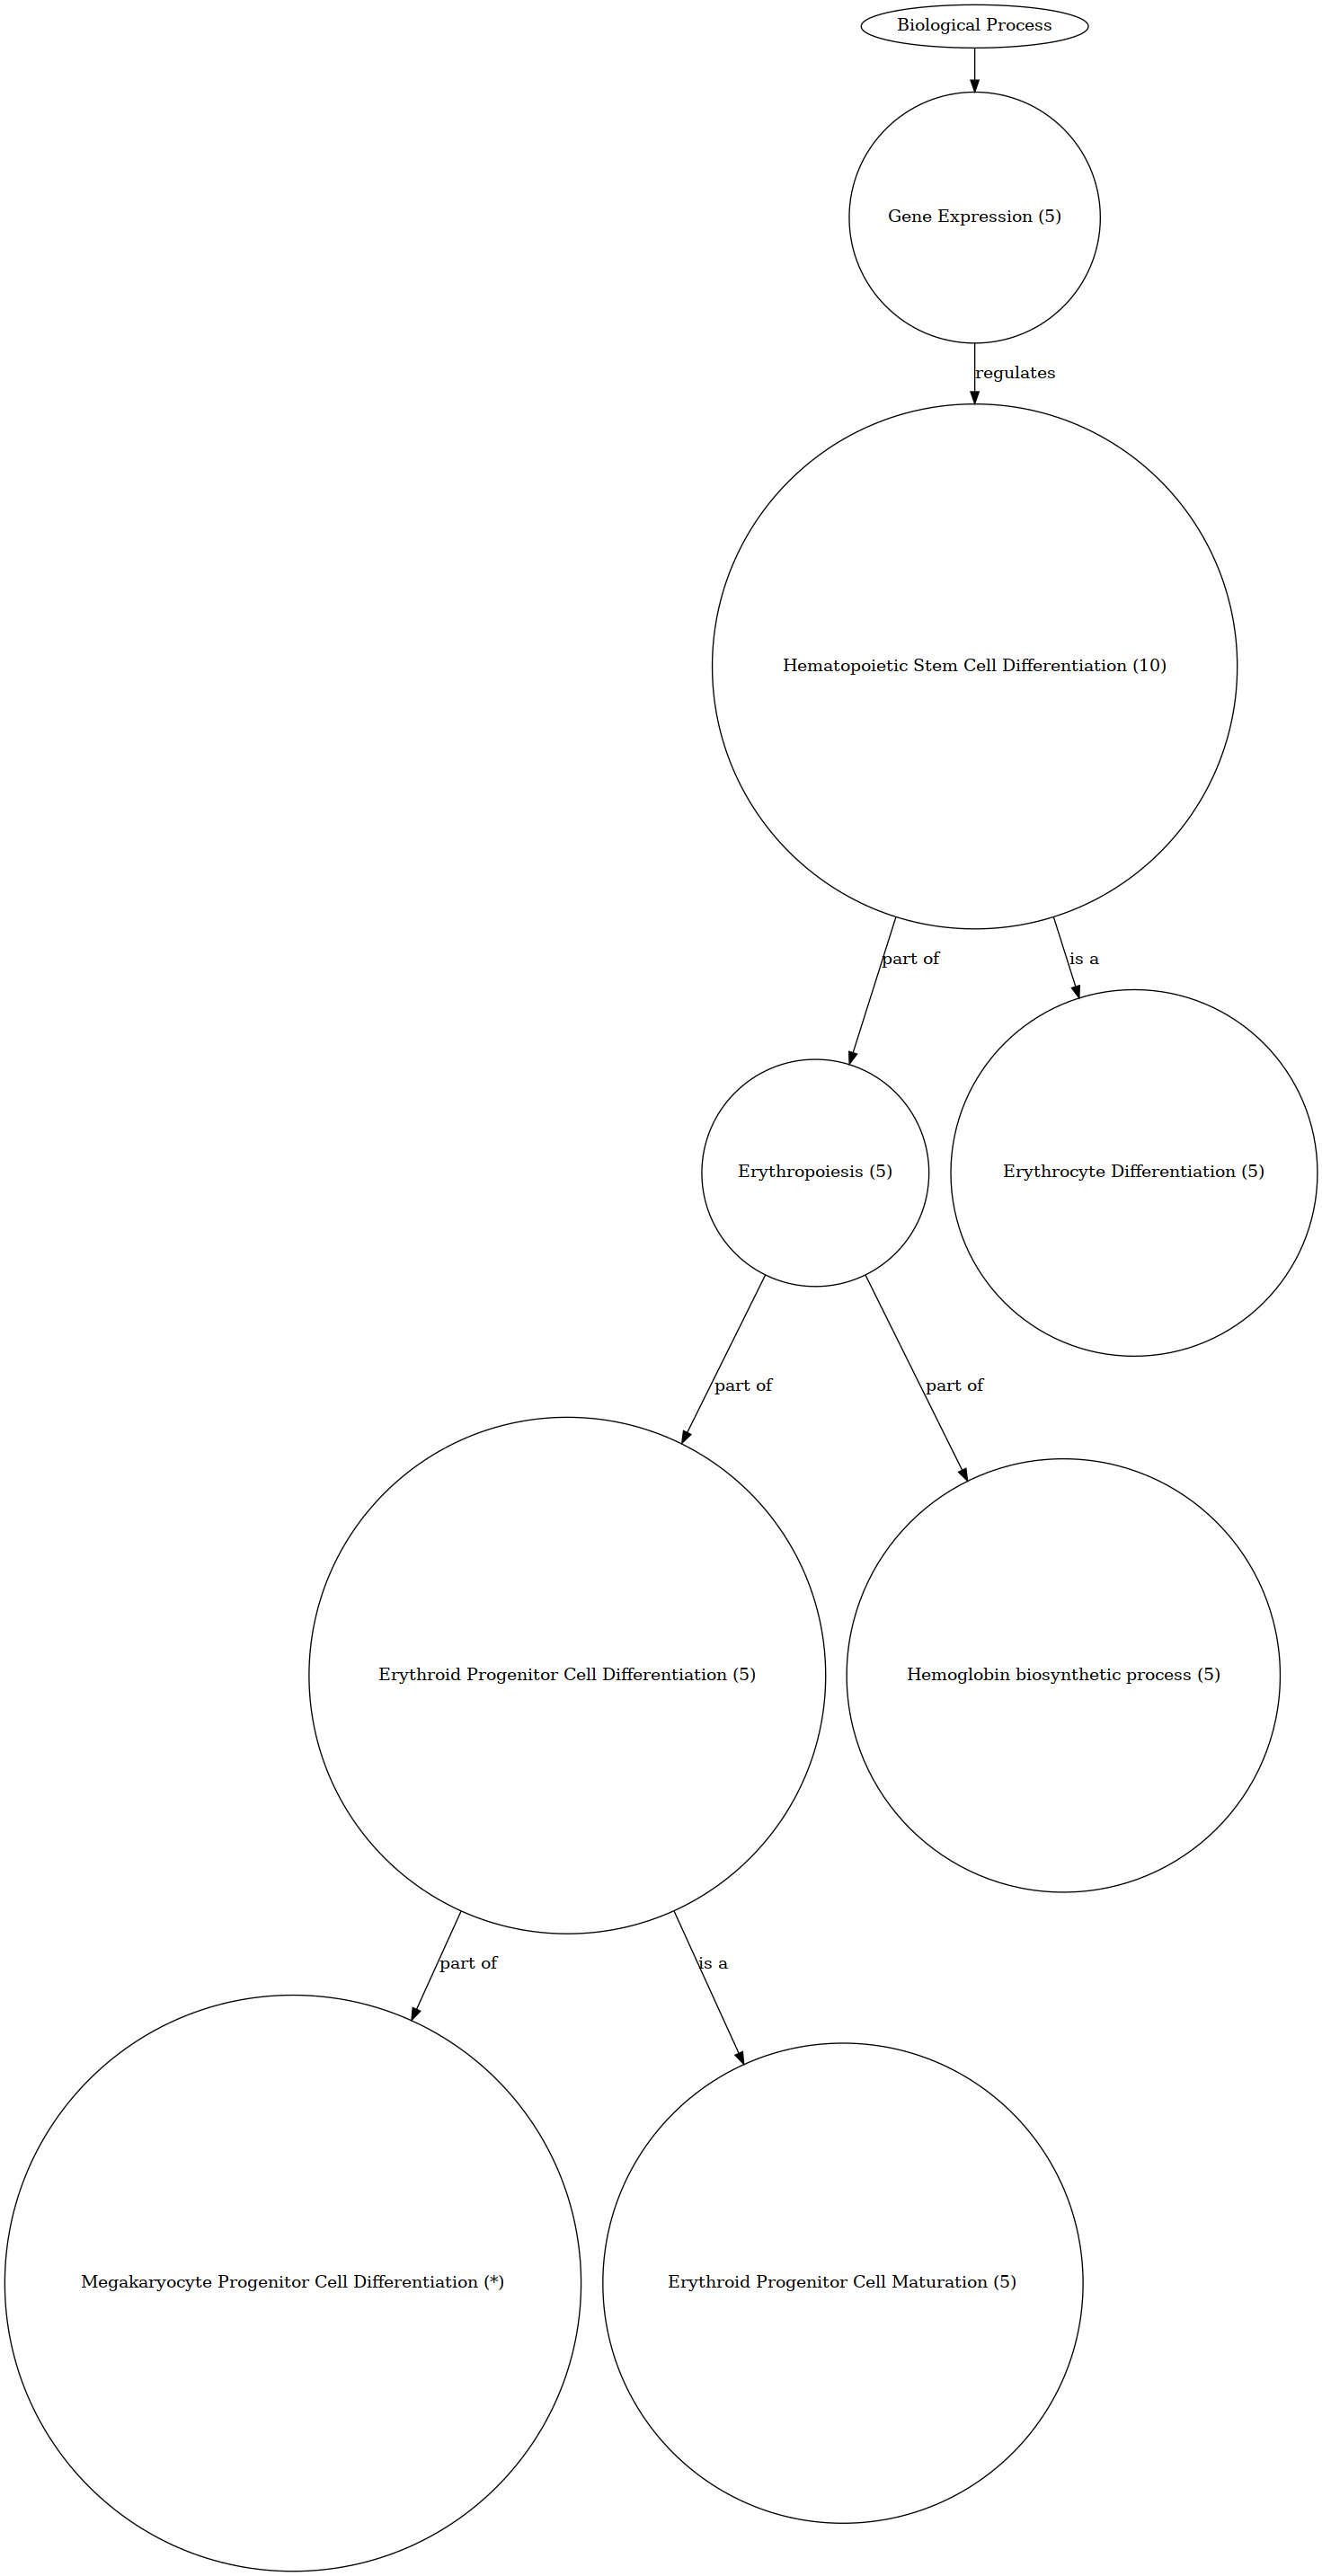 Biological Process
Gene Expression (5)
regulates
Hematopoietic Stem Cell Differentiation (10)
part of
is a
Erythropoiesis (5)
Erythrocyte Differentiation (5)
part of
part of
Erythroid Progenitor Cell Differentiation (5)
Hemoglobin biosynthetic process (5)
part of
is a
Megakaryocyte Progenitor Cell Differentiation (*)
Erythroid Progenitor Cell Maturation (5)